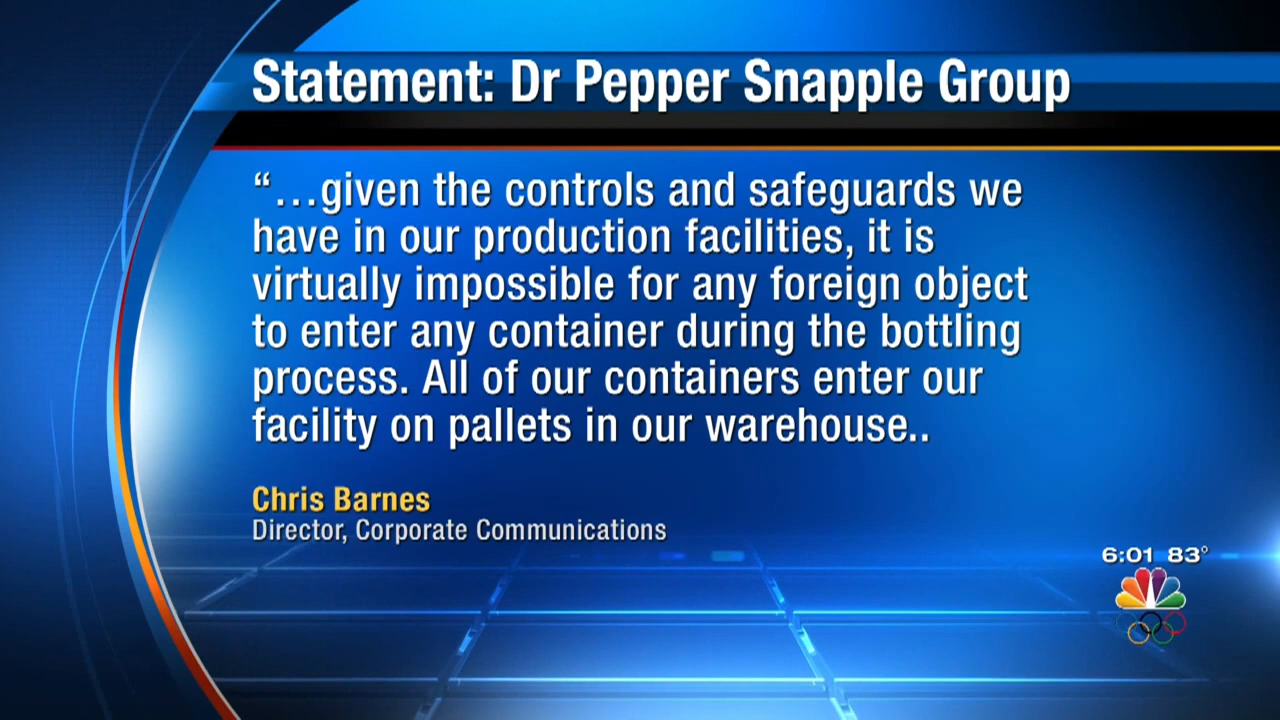 Statement: Dr Pepper Snapple Group
“…given the controls and safeguards we
have in our production facilities, it is
virtually impossible for any foreign object
to enter any container during the bottling
process. All of our containers enter our
facility on pallets in our warehouse..
Chris Barnes
Director, Corporate Communications
6:01 83°